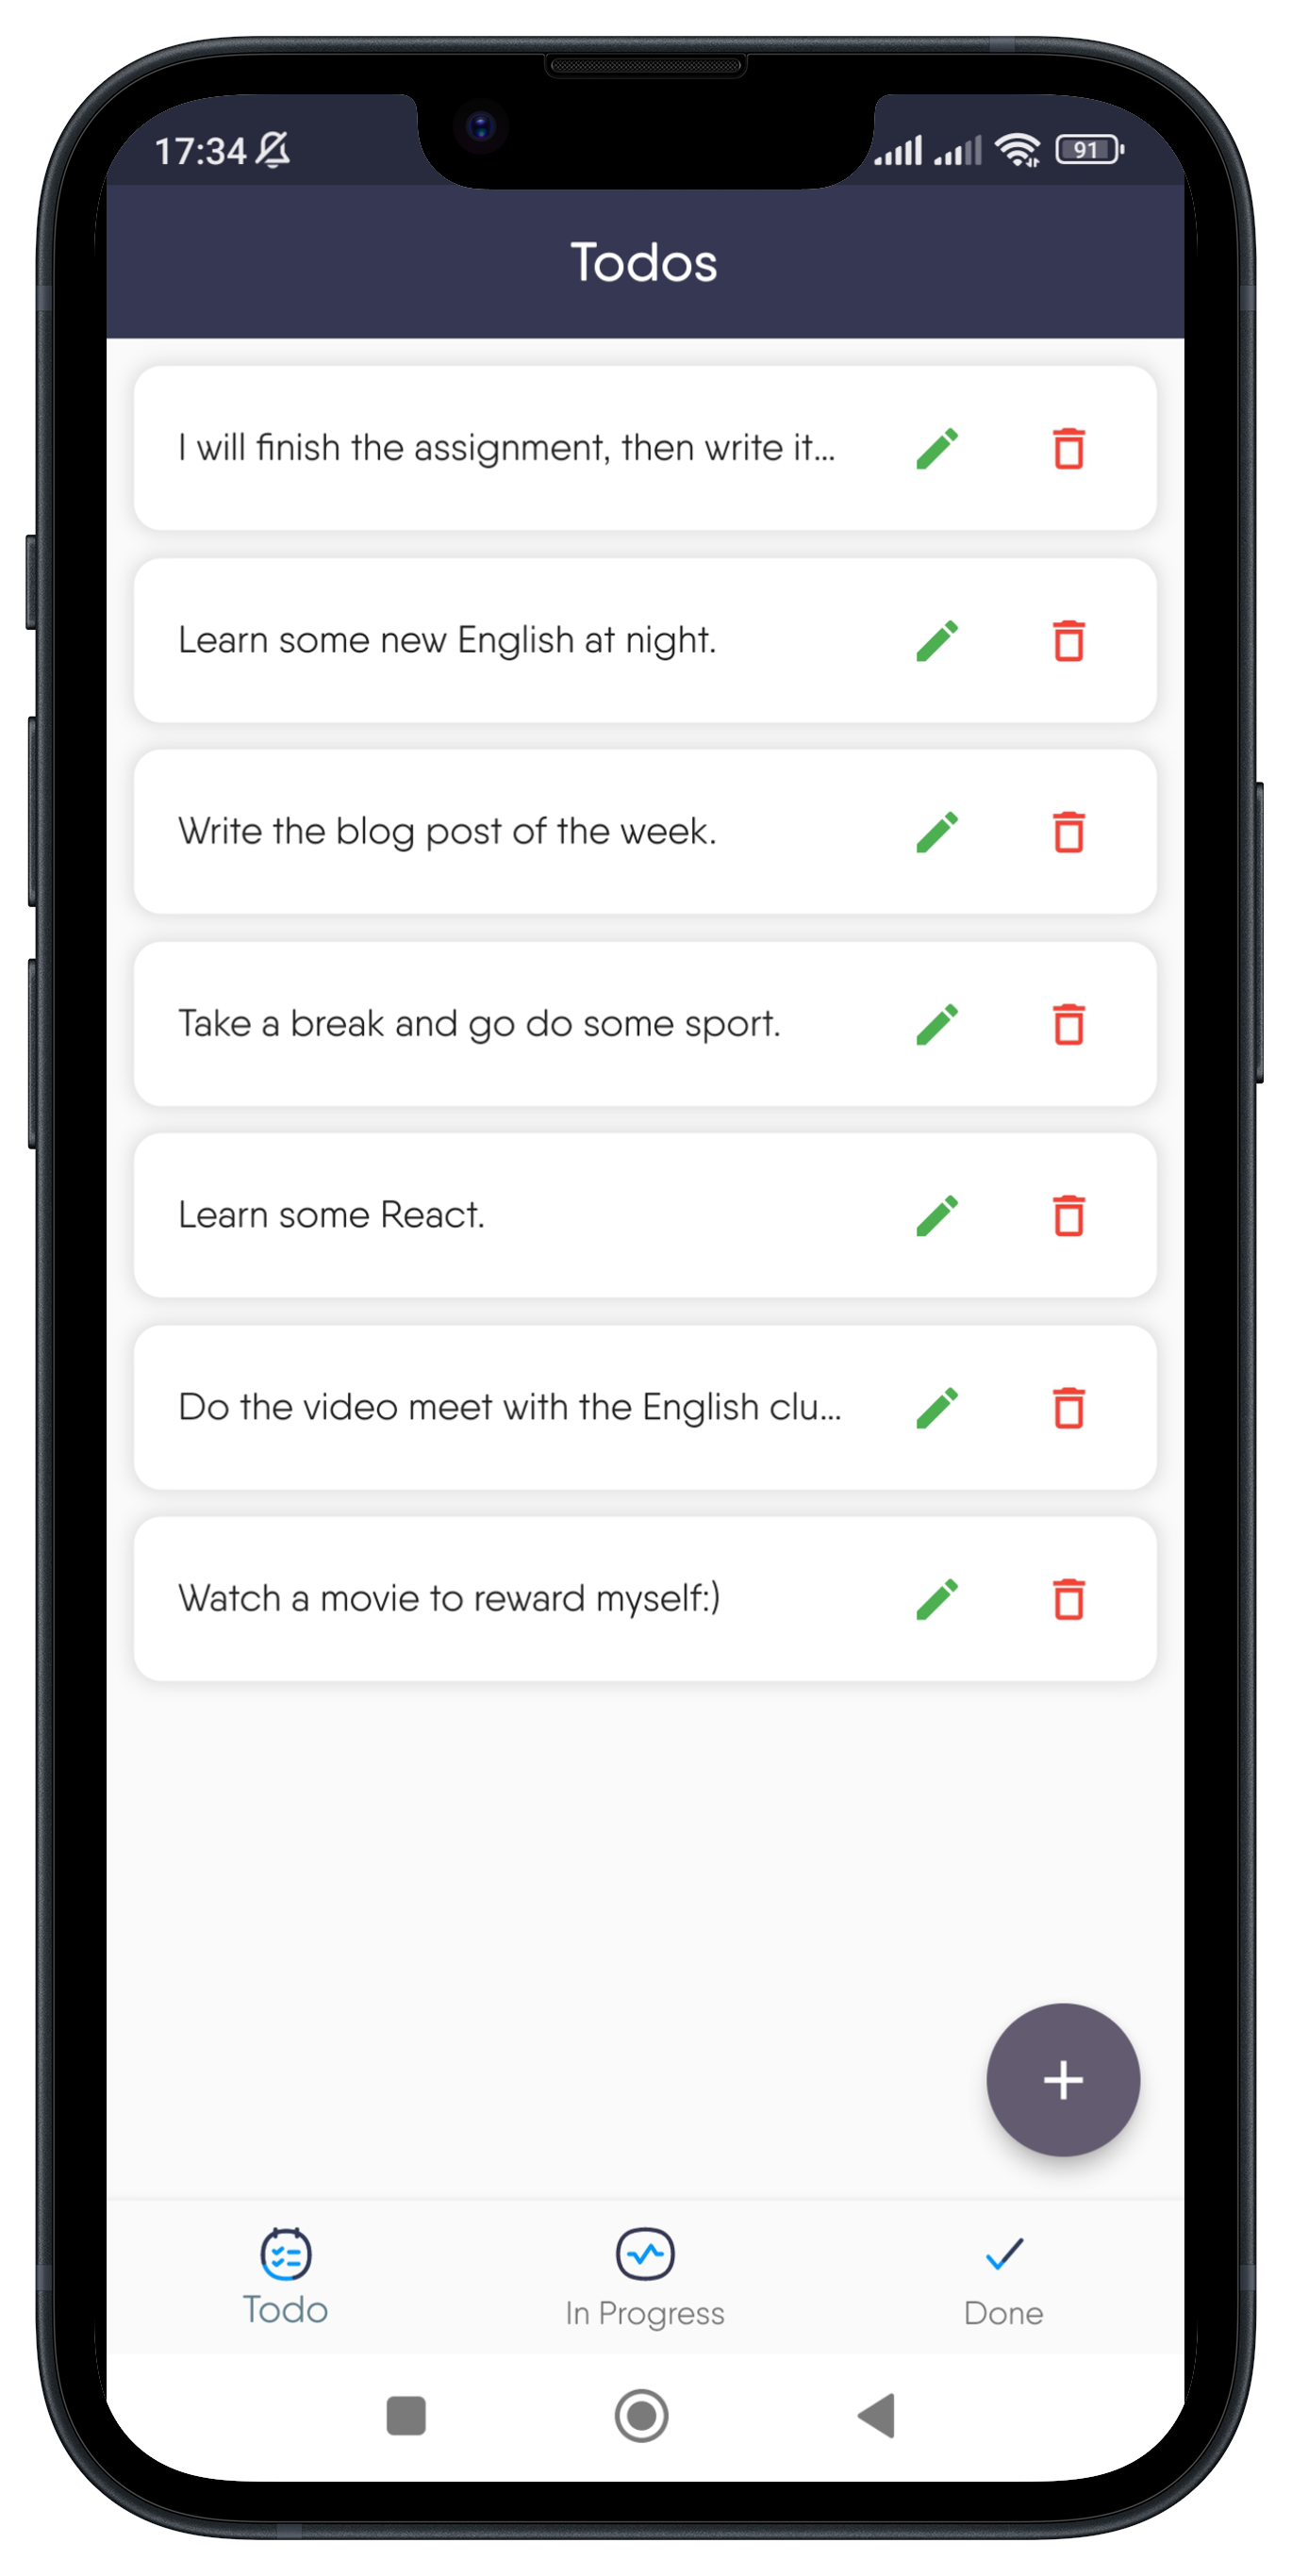 17:34
91
Todos
I will finish the assignment, then write it...
Learn some new English at night.
Write the blog post of the week.
Take a break and go do some sport.
Learn some React.
Do the video meet with the English clu...
Watch a movie to reward myself:)
Todo
In Progress
Done